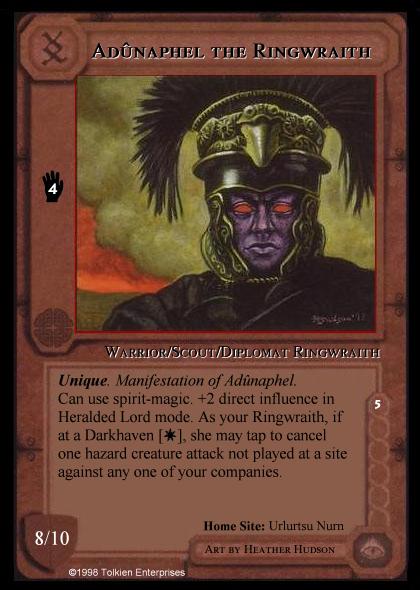 Adûnaphel the Ringwraith
4
Warrior/Scout/Diplomat Ringwraith
Unique. Manifestation of Adûnaphel.
Can use spirit-magic. +2 direct influence in
Heralded Lord mode. As your Ringwraith, if
at a Darkhaven [✷], she may tap to cancel
one hazard creature attack not played at a site
against any one of your companies.
5
Home Site: Urlurtsu Nurn
8/10
Art by Heather Hudson
©1998 Tolkien Enterprises